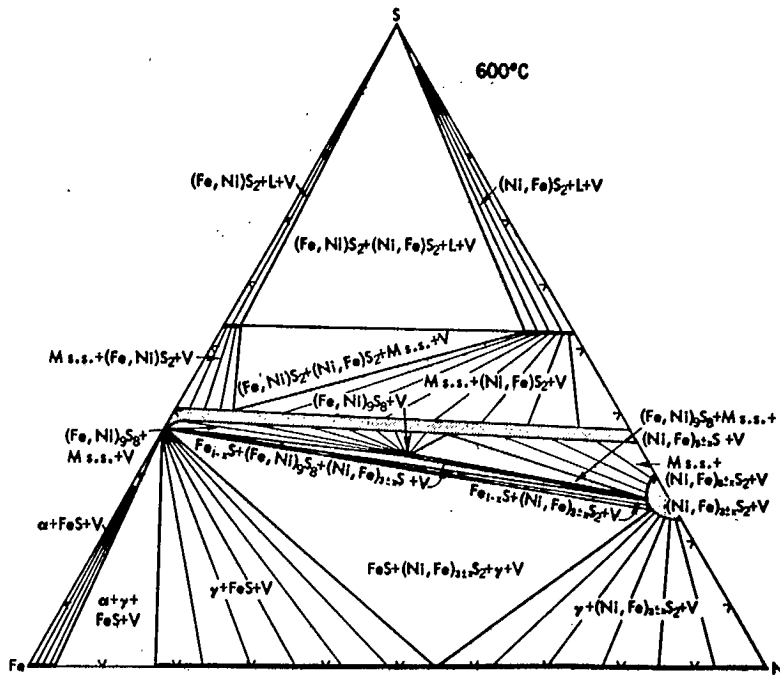 S
600°C
(Fe, Ni)S₂+L+V
(Ni, Fe)S₂+L+V
(Fe, Ni)S₂+(Ni, Fe)S₂+L+V
M s.s.+(Fe, Ni)S₂+V
(Fe, Ni)S₂+(Ni, Fe)S₂+M s.s.+V
M s.s.+(Ni, Fe)S₂+V
(Fe, Ni)₉S₈+V
(Fe, Ni)₉S₈+M s.s.+
(Ni, Fe)₃±ₓS +V
(Fe, Ni)₉S₈+
M s.s.+V
Fe₁₋ₓS+(Fe, Ni)₉S₈+(Ni, Fe)₃±ₓS +V
M s.s.+
(Ni, Fe)₃±ₓS₂+V
Fe₁₋ₓS+(Ni, Fe)₃±ₓS₂+V
(Ni, Fe)₃±ₓS₂+V
α+FeS+V
α+γ+
FeS+V
γ+FeS+V
FeS+(Ni, Fe)₃±ₓS₂+γ+V
γ+(Ni, Fe)₃±ₓS₂+V
Fe
N